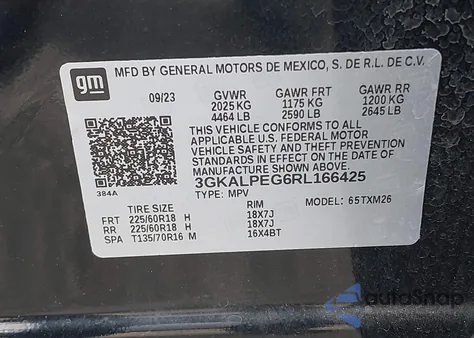 gm
MFD BY GENERAL MOTORS DE MEXICO, S. DE R.L. DE C.V.
09/23 GVWR GAWR FRT GAWR RR
2025 KG 1175 KG 1200 KG
4464 LB 2590 LB 2645 LB
THIS VEHICLE CONFORMS TO ALL
APPLICABLE U.S. FEDERAL MOTOR
VEHICLE SAFETY AND THEFT
PREVENTION STANDARDS IN EFFECT ON THE DATE OF
MANUFACTURE SHOWN ABOVE.
384A
3GKALPEG6RL166425
TYPE: MPV MODEL: 65TXM26
TIRE SIZE RIM
FRT 225/60R18 H 18X7J
RR 225/60R18 H 18X7J
SPA T135/70R16 M 16X4BT
autoSnap